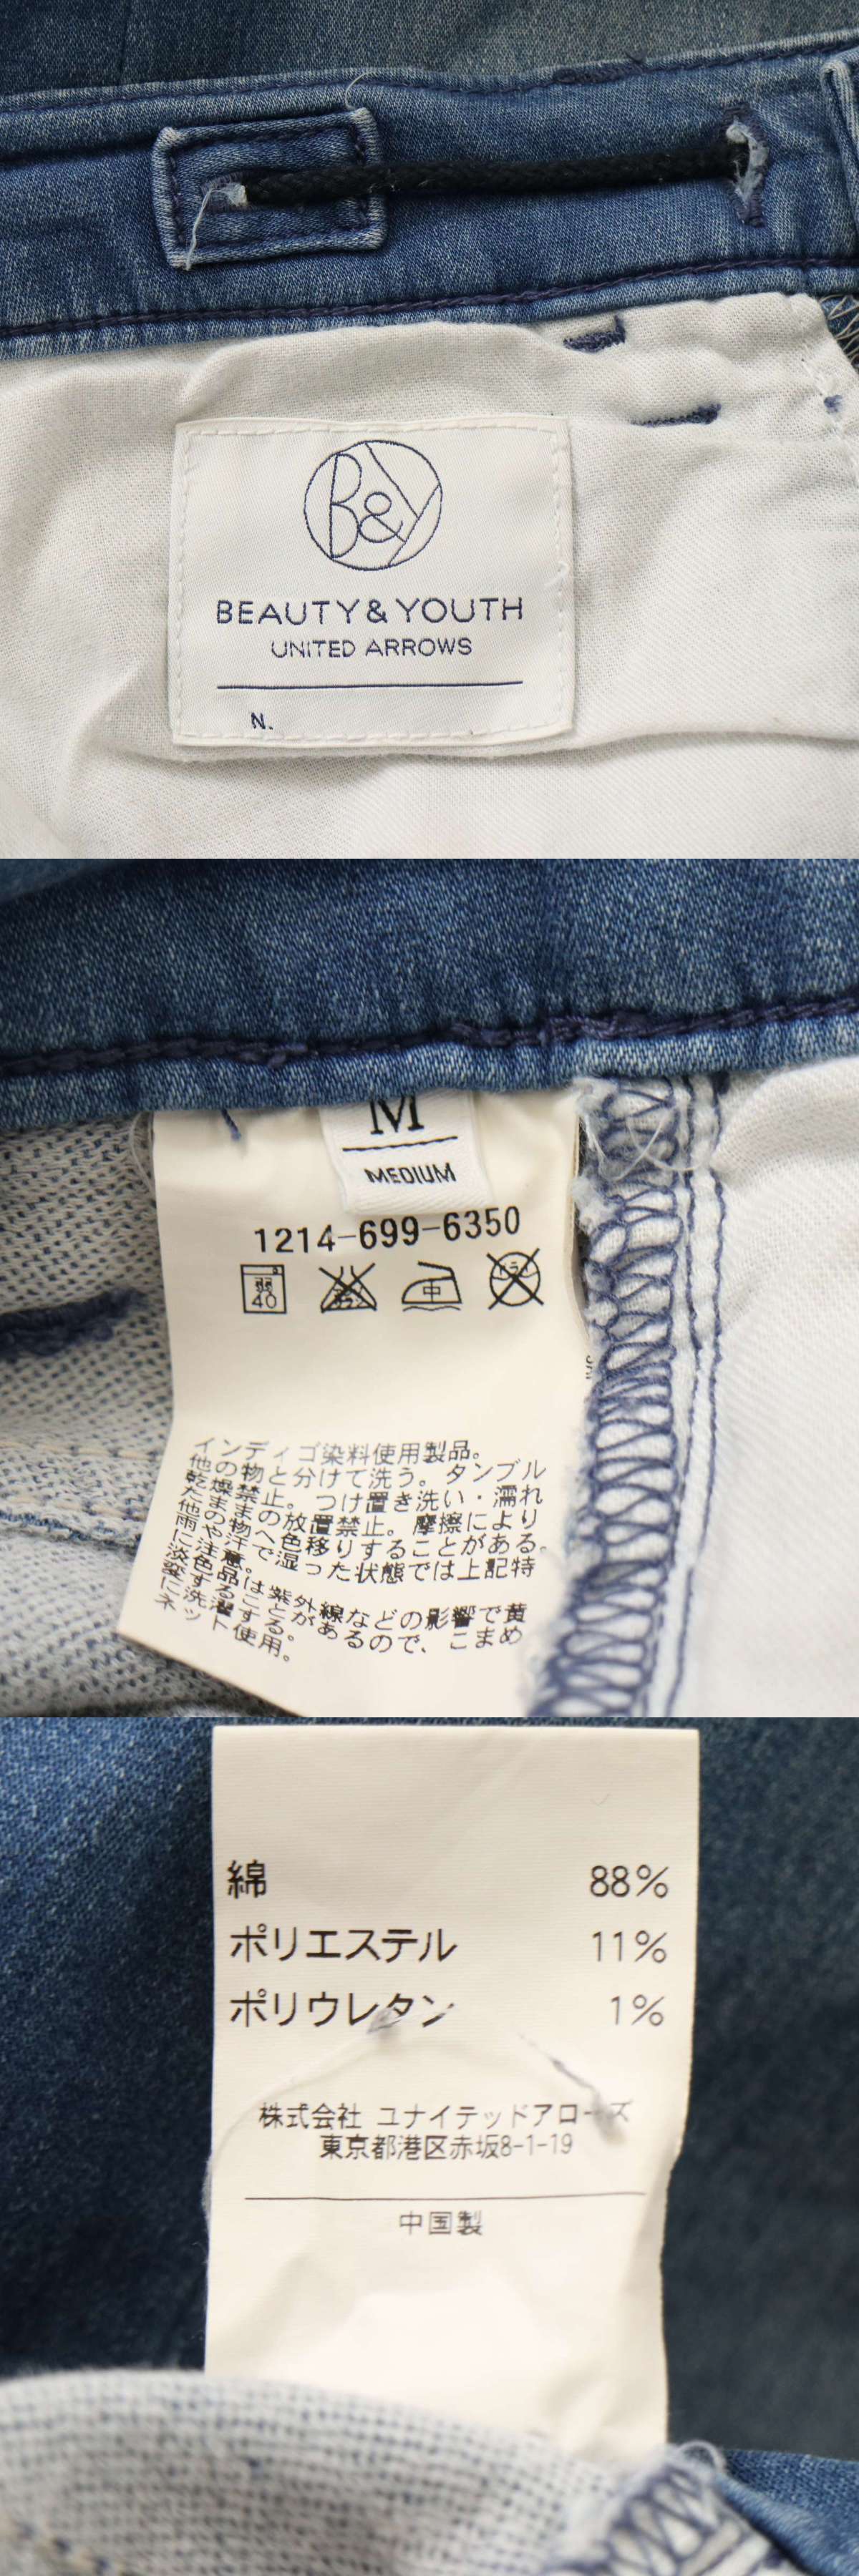 B&Y
BEAUTY & YOUTH
UNITED ARROWS
N.
M
MEDIUM
1214-699-6350
40
中
インディゴ染料使用製品。
他の物と分けて洗う。タンブル
乾燥禁止。つけ置き洗い・濡れ
たままの放置禁止。摩擦により
他の物へ色移りすることがある。
雨や汗で湿った状態では上記特
に注意。
淡色品は紫外線などの影響で黄
変することがあるので、こまめ
に洗濯する。
ネット使用。
綿 88%
ポリエステル 11%
ポリウレタン 1%
株式会社 ユナイテッドアローズ
東京都港区赤坂8-1-19
中国製